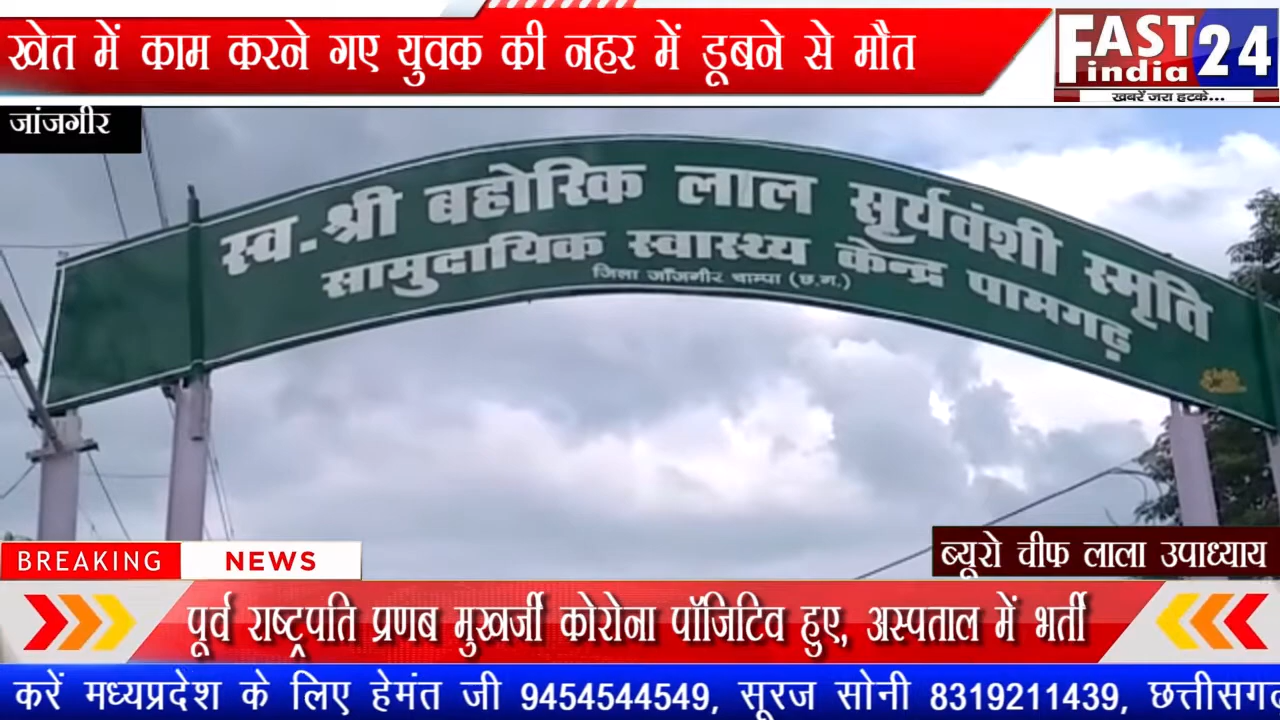 खेत में काम करने गए युवक की नहर में डूबने से मौत
FAST india 24
खबरें जरा हटके...
जांजगीर
स्व. श्री बहोरिक लाल सूर्यवंशी स्मृति
सामुदायिक स्वास्थ्य केन्द्र पामगढ़
जिला जाँजगीर चाम्पा (छ.ग.)
ब्यूरो चीफ लाला उपाध्याय
BREAKING NEWS
पूर्व राष्ट्रपति प्रणब मुखर्जी कोरोना पॉजिटिव हुए, अस्पताल में भर्ती
करें मध्यप्रदेश के लिए हेमंत जी 9454544549, सूरज सोनी 8319211439, छत्तीसगढ